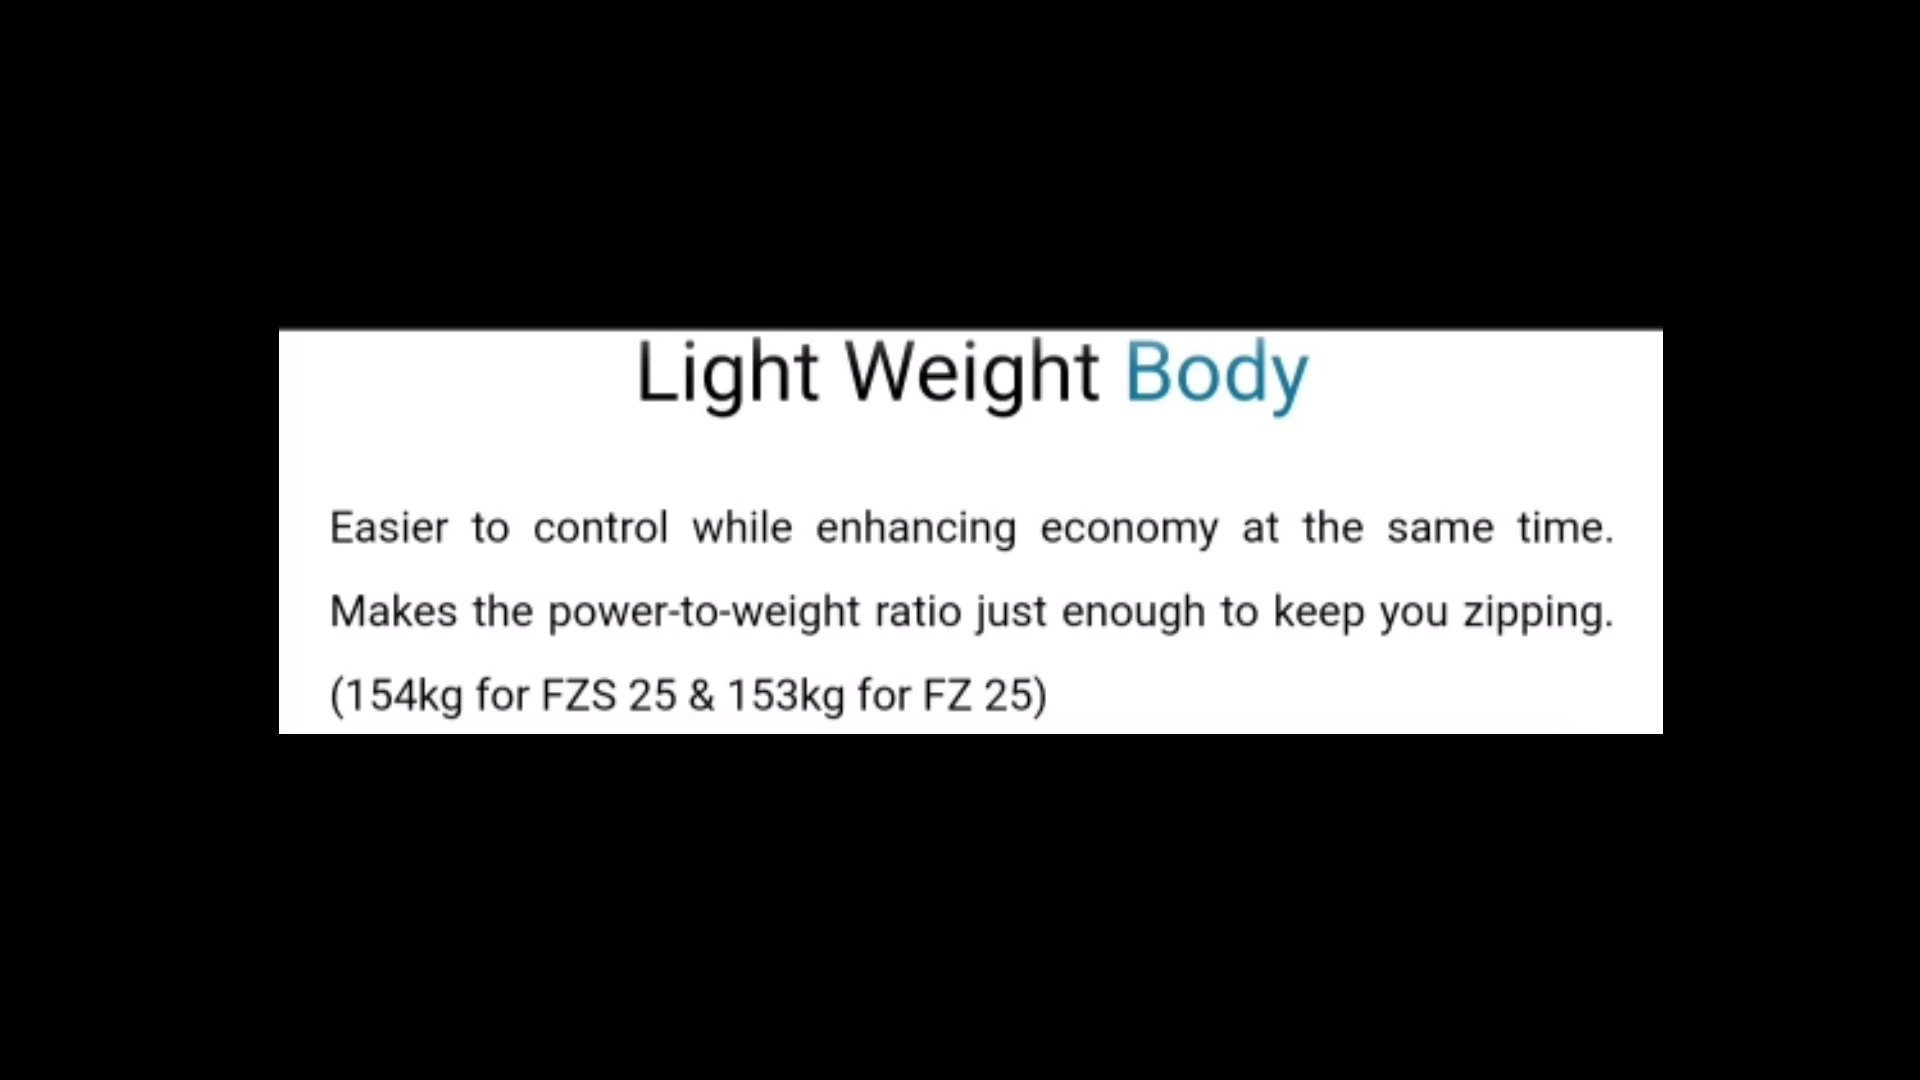 Light Weight Body
Easier to control while enhancing economy at the same time.
Makes the power-to-weight ratio just enough to keep you zipping.
(154kg for FZS 25 & 153kg for FZ 25)